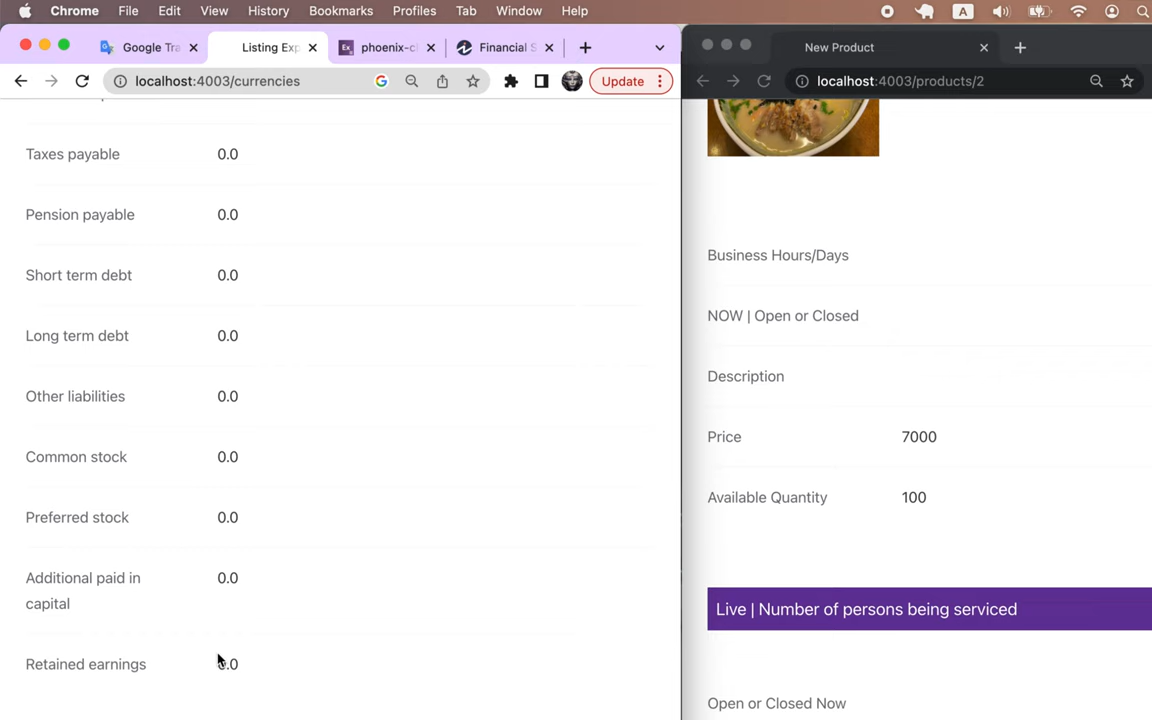 Chrome File Edit View History Bookmarks Profiles Tab Window Help A
Google Tra
Listing Exp
phoenix-c
Financial S
New Product
localhost:4003/currencies
Update
localhost:4003/products/2
Taxes payable 0.0
Pension payable 0.0
Short term debt 0.0
Long term debt 0.0
Other liabilities 0.0
Common stock 0.0
Preferred stock 0.0
Additional paid in 0.0
capital
Retained earnings 0.0
Business Hours/Days
NOW | Open or Closed
Description
Price 7000
Available Quantity 100
Live | Number of persons being serviced
Open or Closed Now